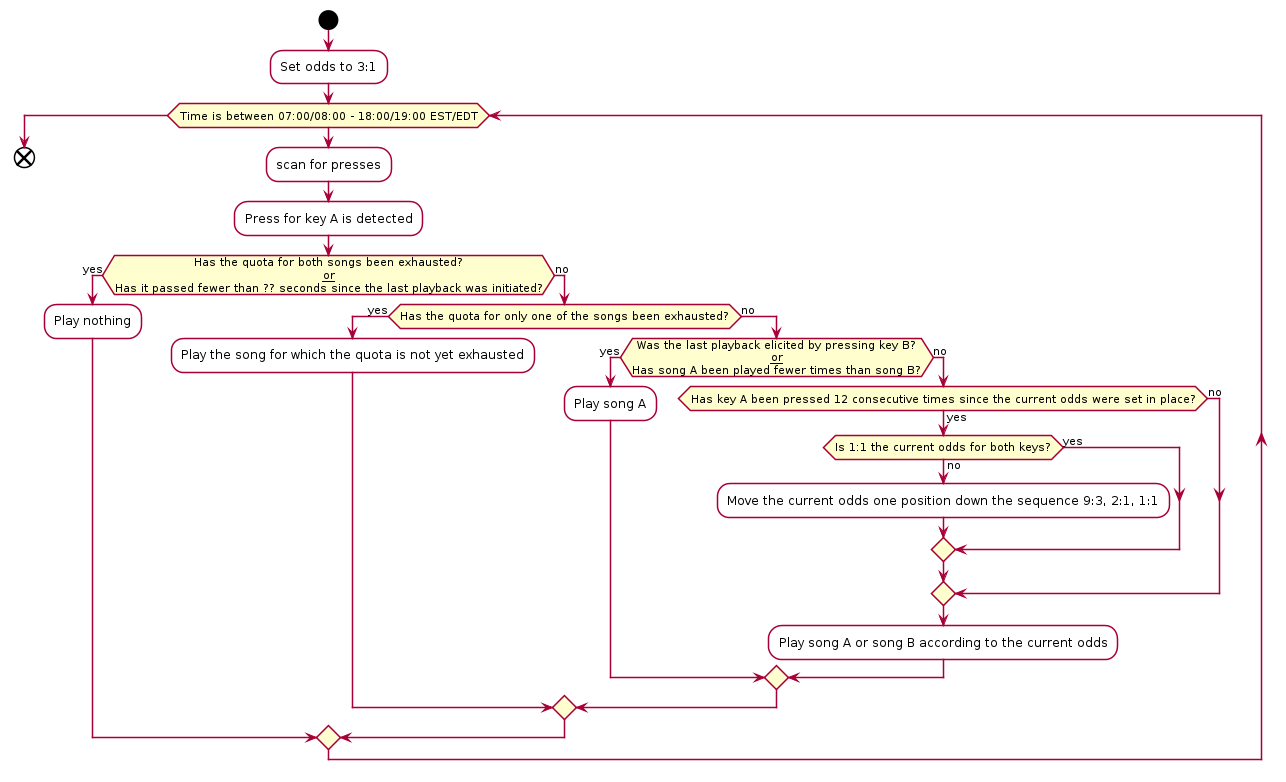 Set odds to 3:1
Time is between 07:00/08:00 - 18:00/19:00 EST/EDT
scan for presses
Press for key A is detected
Has the quota for both songs been exhausted?
or
Has it passed fewer than ?? seconds since the last playback was initiated?
yes
no
Play nothing
Has the quota for only one of the songs been exhausted?
yes
no
Play the song for which the quota is not yet exhausted
Was the last playback elicited by pressing key B?
or
Has song A been played fewer times than song B?
yes
no
Play song A
Has key A been pressed 12 consecutive times since the current odds were set in place?
no
yes
Is 1:1 the current odds for both keys?
yes
no
Move the current odds one position down the sequence 9:3, 2:1, 1:1
Play song A or song B according to the current odds